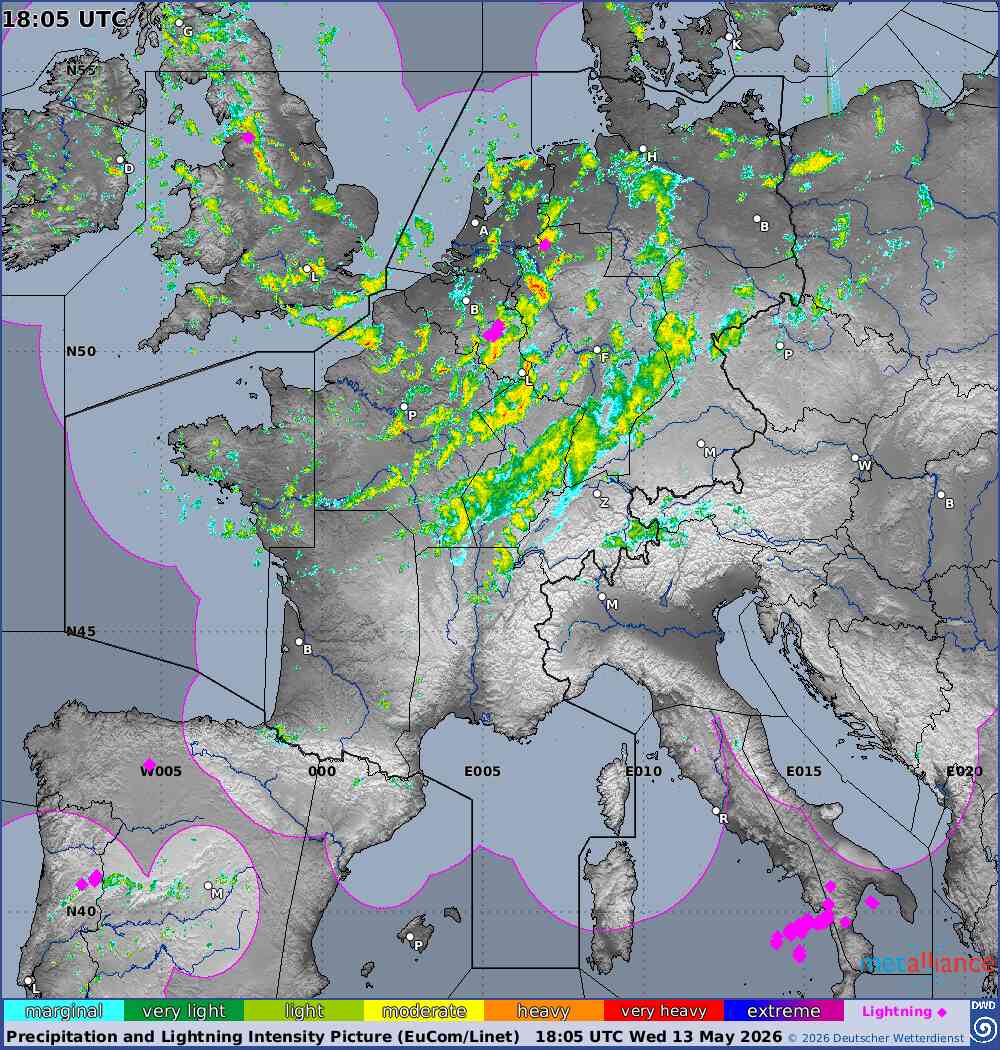 18:05 UTC
G
K
N55
H
D
A
B
L
B
N50
F
P
L
P
M
W
Z
B
M
N45
B
W005
000
E005
E010
E015
E020
R
M
N40
P
metalliance
L
marginal
very light
light
moderate
heavy
very heavy
extreme
Lightning ◆
DWD
Precipitation and Lightning Intensity Picture (EuCom/Linet) 18:05 UTC Wed 13 May 2026 © 2026 Deutscher Wetterdienst